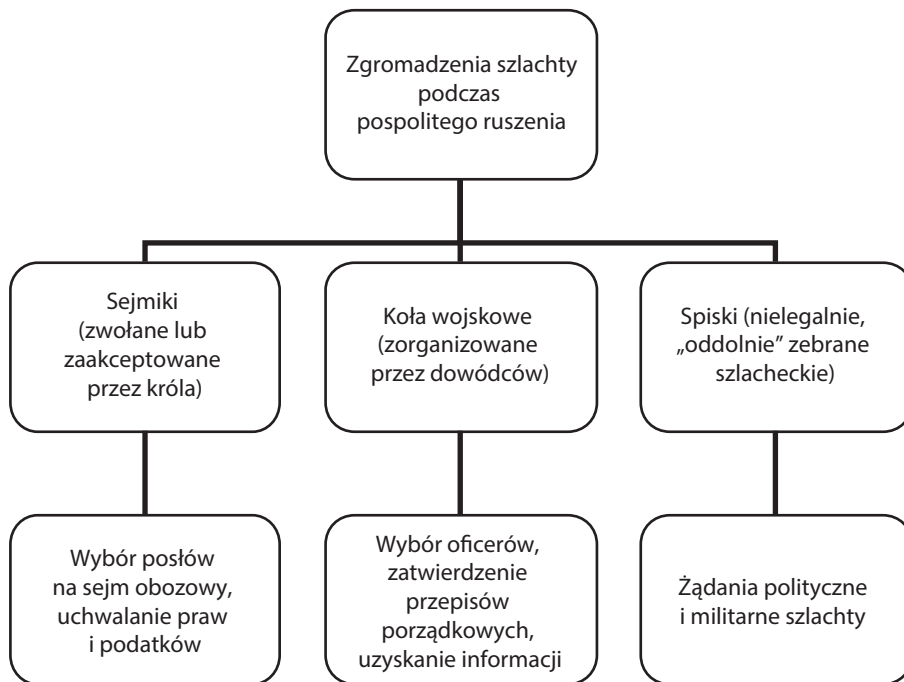 Zgromadzenia szlachty
podczas
pospolitego ruszenia
Sejmiki
(zwołane lub
zaakceptowane
przez króla)
Koła wojskowe
(zorganizowane
przez dowódców)
Spiski (nielegalnie,
„oddolnie” zebrane
szlacheckie)
Wybór posłów
na sejm obozowy,
uchwalanie praw
i podatków
Wybór oficerów,
zatwierdzenie
przepisów
porządkowych,
uzyskanie informacji
Żądania polityczne
i militarne szlachty